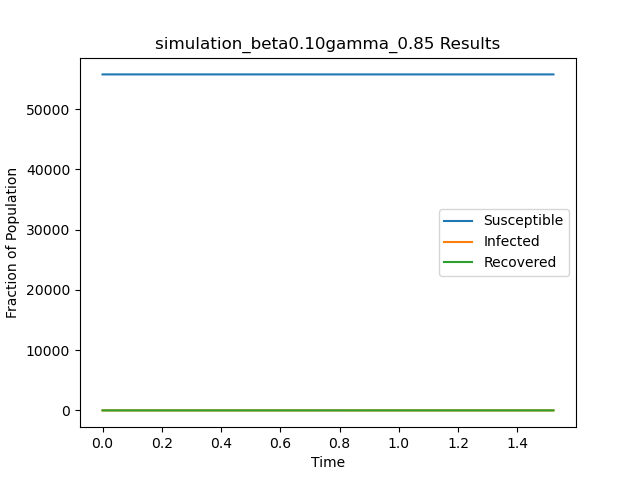 simulation_beta0.10gamma_0.85 Results
Fraction of Population
50000
40000
30000
20000
10000
0
Susceptible
Infected
Recovered
0.0 0.2 0.4 0.6 0.8 1.0 1.2 1.4
Time